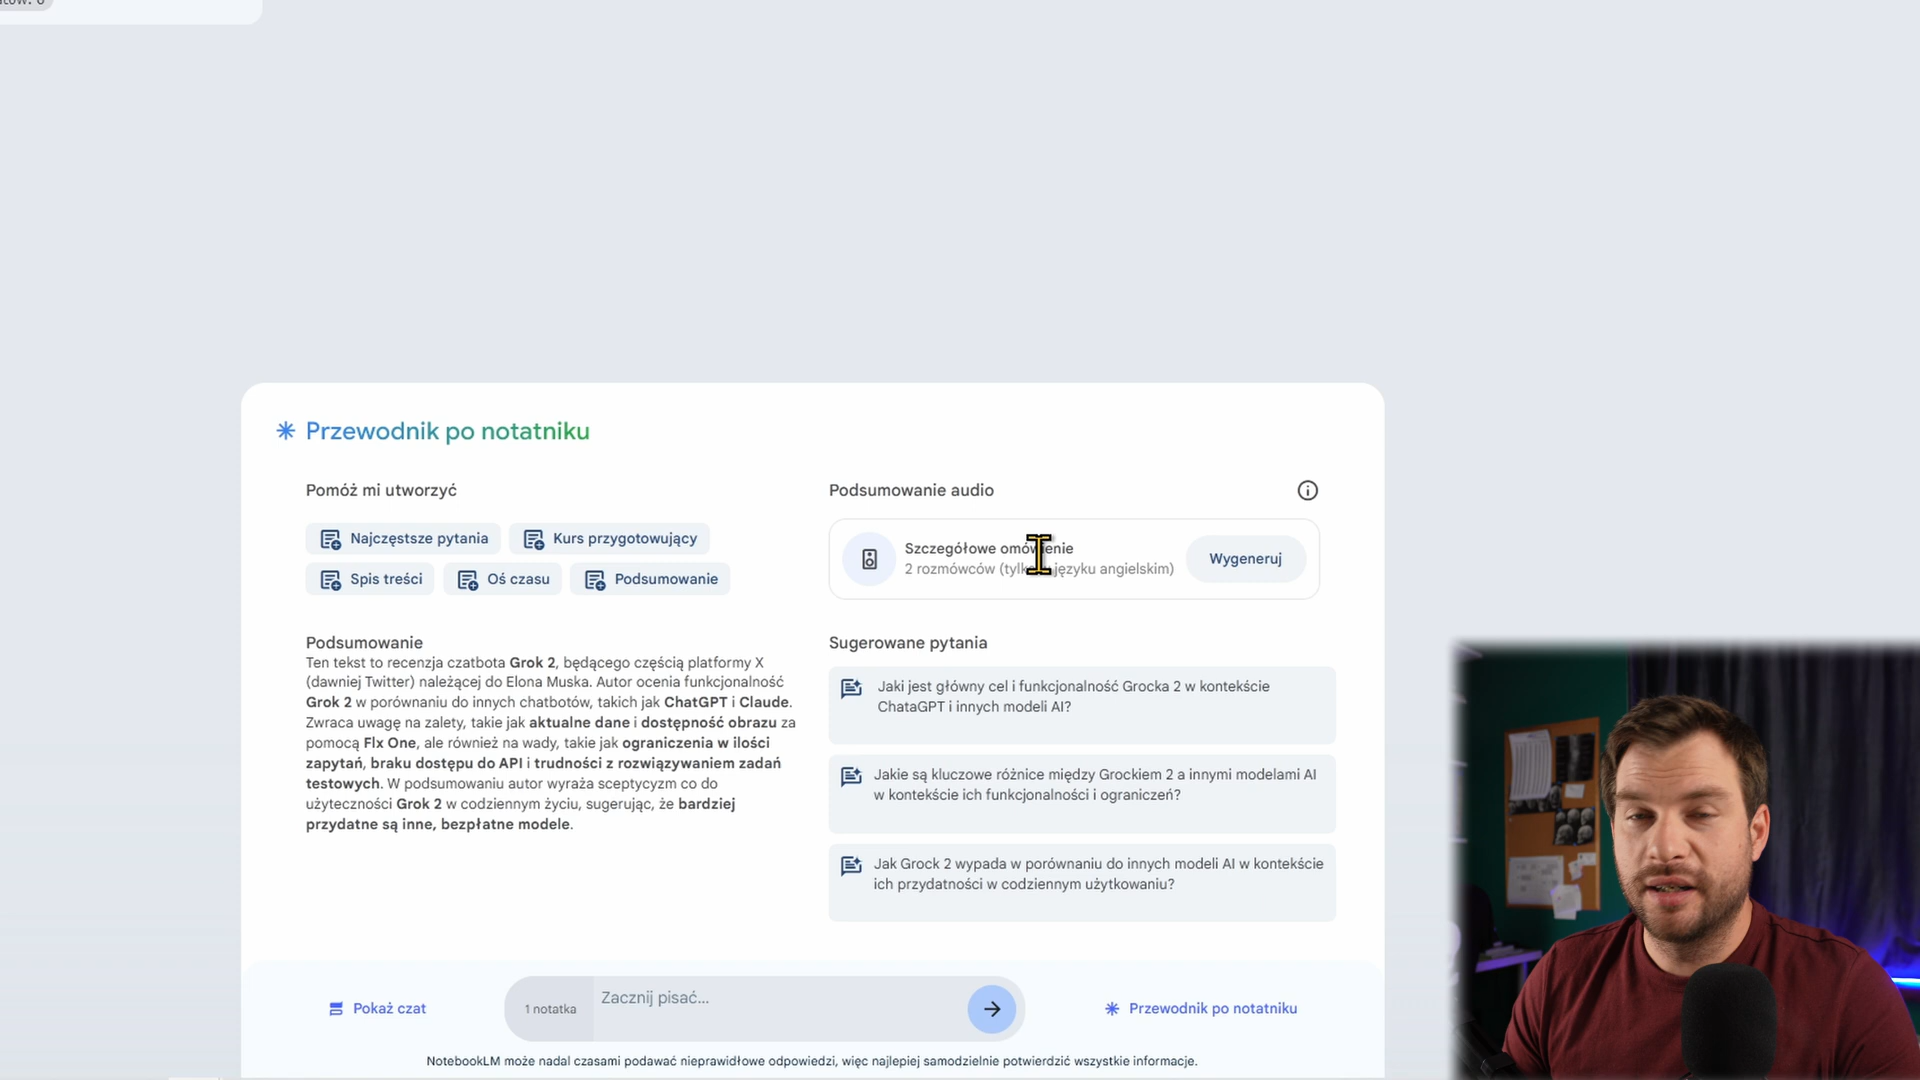 Przewodnik po notatniku
Pomóż mi utworzyć
Najczęstsze pytania
Kurs przygotowujący
Spis treści
Oś czasu
Podsumowanie
Podsumowanie
Ten tekst to recenzja czatbota Grok 2, będącego częścią platformy X
(dawniej Twitter) należącej do Elona Muska. Autor ocenia funkcjonalność
Grok 2 w porównaniu do innych chatbotów, takich jak ChatGPT i Claude.
Zwraca uwagę na zalety, takie jak aktualne dane i dostępność obrazu za
pomocą Flx One, ale również na wady, takie jak ograniczenia w ilości
zapytań, braku dostępu do API i trudności z rozwiązywaniem zadań
testowych. W podsumowaniu autor wyraża sceptycyzm co do
użyteczności Grok 2 w codziennym życiu, sugerując, że bardziej
przydatne są inne, bezpłatne modele.
Podsumowanie audio
Szczegółowe omówienie
2 rozmówców języku angielskim)
Wygeneruj
Sugerowane pytania
Jaki jest główny cel i funkcjonalność Grocka 2 w kontekście
ChataGPT i innych modeli AI?
Jakie są kluczowe różnice między Grockiem 2 a innymi modelami AI
w kontekście ich funkcjonalności i ograniczeń?
Jak Grock 2 wypada w porównaniu do innych modeli AI w kontekście
ich przydatności w codziennym użytkowaniu?
Pokaż czat
1 notatka
Zacznij pisać...
Przewodnik po notatniku
NotebookLM może nadal czasami podawać nieprawidłowe odpowiedzi, więc najlepiej samodzielnie potwierdzić wszystkie informacje.